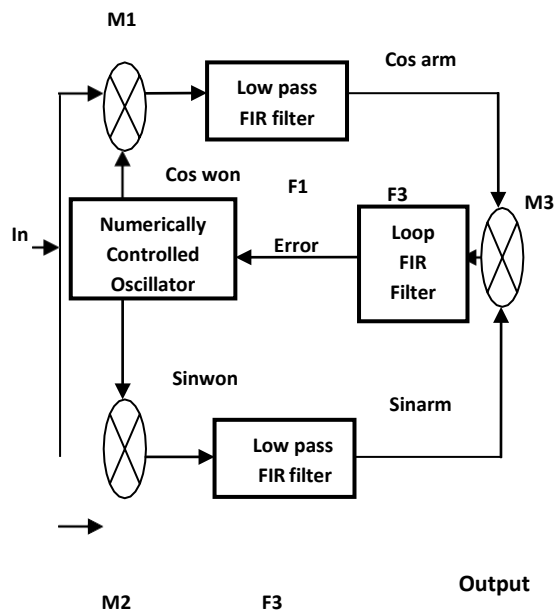 M1
Cos arm
Low pass
FIR filter
Cos won
F1
F3
M3
In
Numerically
Controlled
Oscillator
Error
Loop
FIR
Filter
Sinwon
Sinarm
Low pass
FIR filter
Output
M2
F3